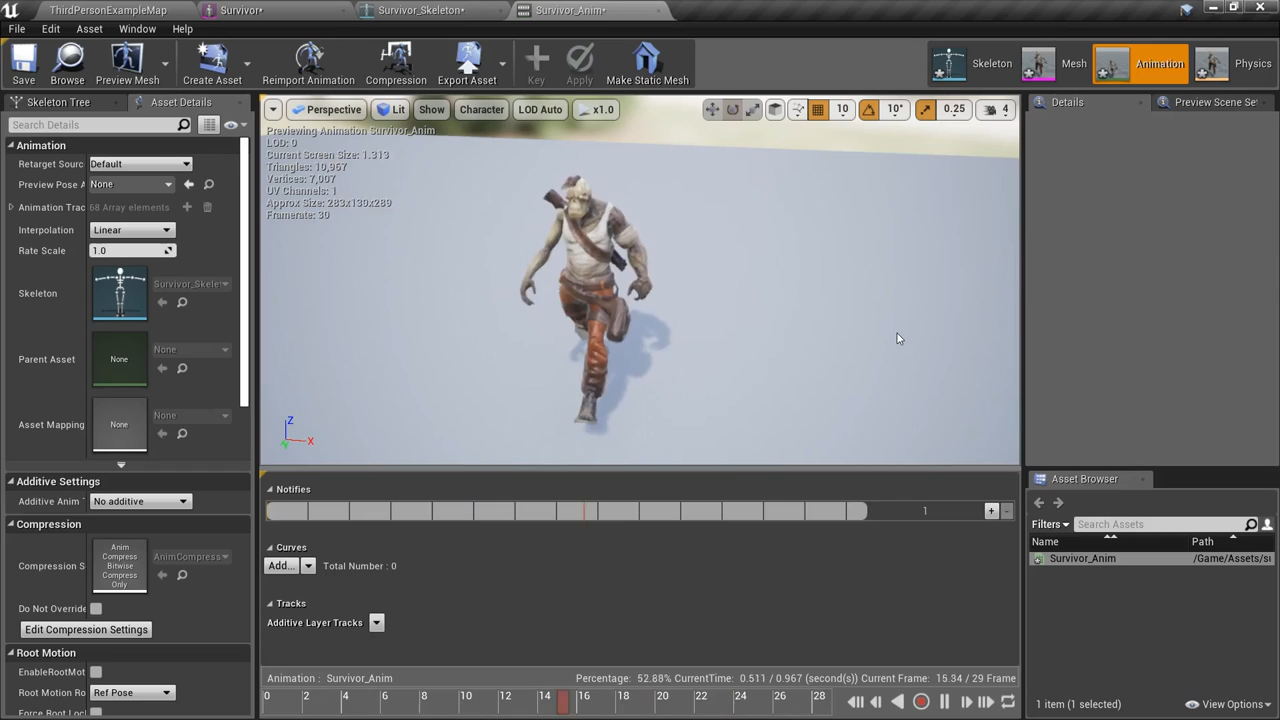 ThirdPersonExampleMap
Survivor*
Survivor_Skeleton*
Survivor_Anim*
File Edit Asset Window Help
Save
Browse
Preview Mesh
Create Asset
Reimport Animation
Compression
Export Asset
Key
Apply
Make Static Mesh
Skeleton
Mesh
Animation
Physics
Skeleton Tree
Asset Details
Search Details
Animation
Retarget Sourc Default
Preview Pose A None
Animation Trac 68 Array elements
Interpolation Linear
Rate Scale 1.0
Skeleton Survivor_Skele
Parent Asset None None
Asset Mapping None None
Additive Settings
Additive Anim No additive
Compression
Compression S
Anim
Compress
Bitwise
Compress
Only
AnimCompress
Do Not Override
Edit Compression Settings
Root Motion
EnableRootMot
Root Motion Ro Ref Pose
Force Root Loc
Perspective Lit Show Character LOD Auto x1.0
10 10° 0.25 4
Previewing Animation Survivor_Anim
LOD: 0
Current Screen Size: 1.313
Triangles: 10,967
Vertices: 7,007
UV Channels: 1
Approx Size: 283x130x289
Framerate: 30
Z
X
Notifies
1
+ -
Curves
Add... Total Number : 0
Tracks
Additive Layer Tracks
Animation : Survivor_Anim Percentage: 52.88% CurrentTime: 0.511 / 0.967 (second(s)) Current Frame: 15.34 / 29 Frame
0 2 4 6 8 10 12 14 16 18 20 22 24 26 28
Details
Preview Scene Se
Asset Browser
Filters Search Assets
Name Path
Survivor_Anim /Game/Assets/su
1 item (1 selected) View Options